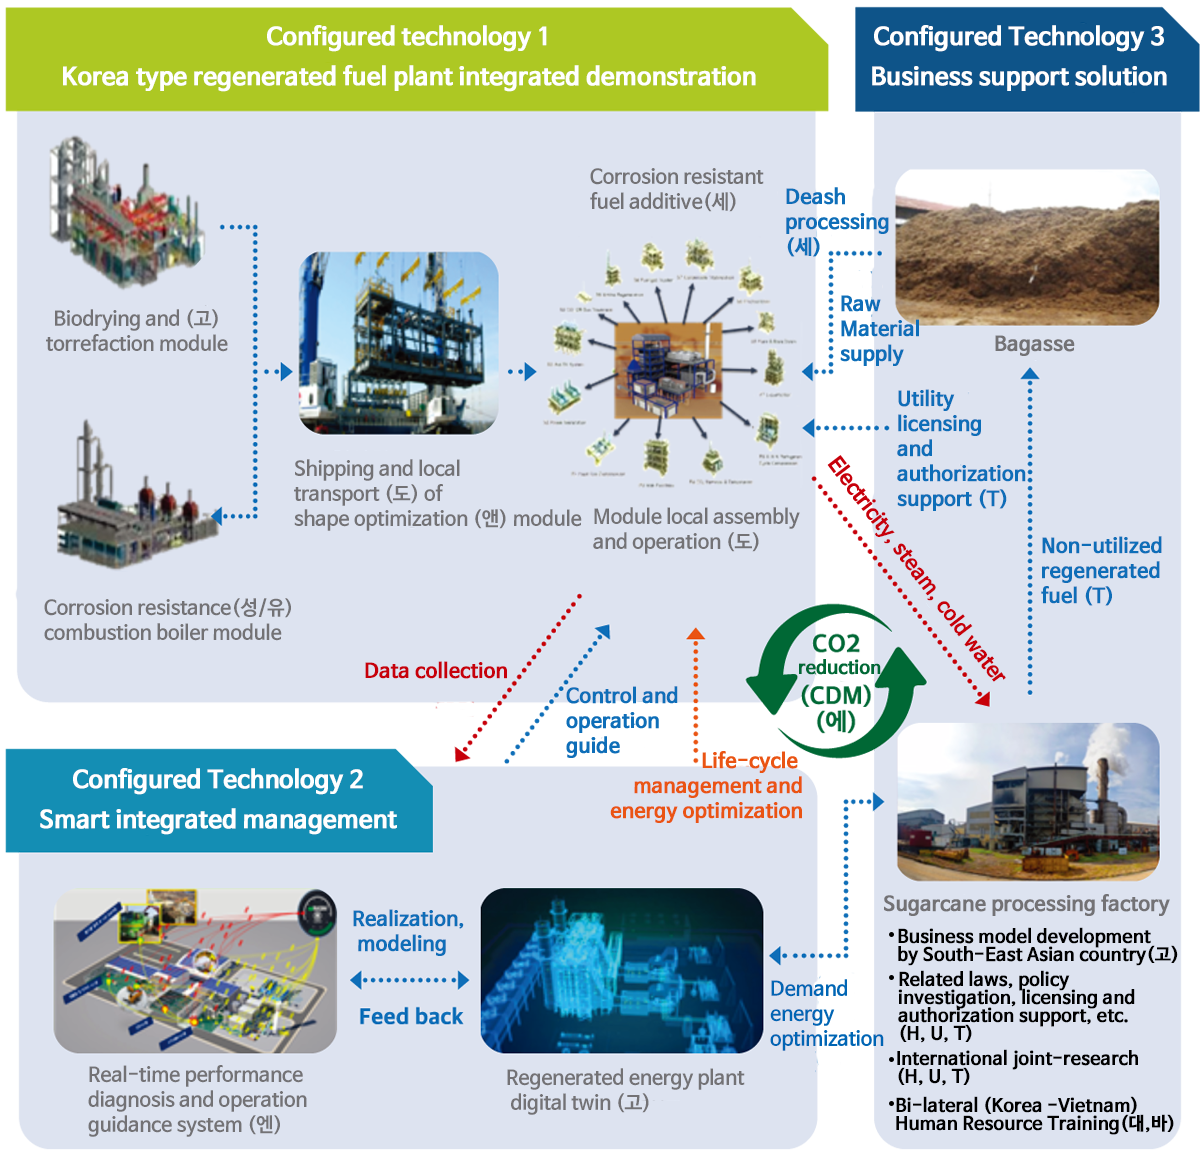 Configured technology 1
Korea type regenerated fuel plant integrated demonstration
Biodrying and (고)
torrefaction module
Corrosion resistance(성/유)
combustion boiler module
Shipping and local
transport (도) of
shape optimization (앤) module
Corrosion resistant
fuel additive(세)
Module local assembly
and operation (도)
Configured Technology 3
Business support solution
Deash
processing
(세)
Raw
Material
supply
Bagasse
Utility
licensing
and
authorization
support (T)
Electricity, steam, cold water
Non-utilized
regenerated
fuel (T)
Data collection
Control and
operation
guide
Life-cycle
management and
energy optimization
CO2
reduction
(CDM)
(에)
Configured Technology 2
Smart integrated management
Realization,
modeling
Feed back
Real-time performance
diagnosis and operation
guidance system (엔)
Regenerated energy plant
digital twin (고)
Demand
energy
optimization
Sugarcane processing factory
•Business model development
by South-East Asian country(고)
•Related laws, policy
investigation, licensing and
authorization support, etc.
(H, U, T)
•International joint-research
(H, U, T)
•Bi-lateral (Korea -Vietnam)
Human Resource Training(대,바)